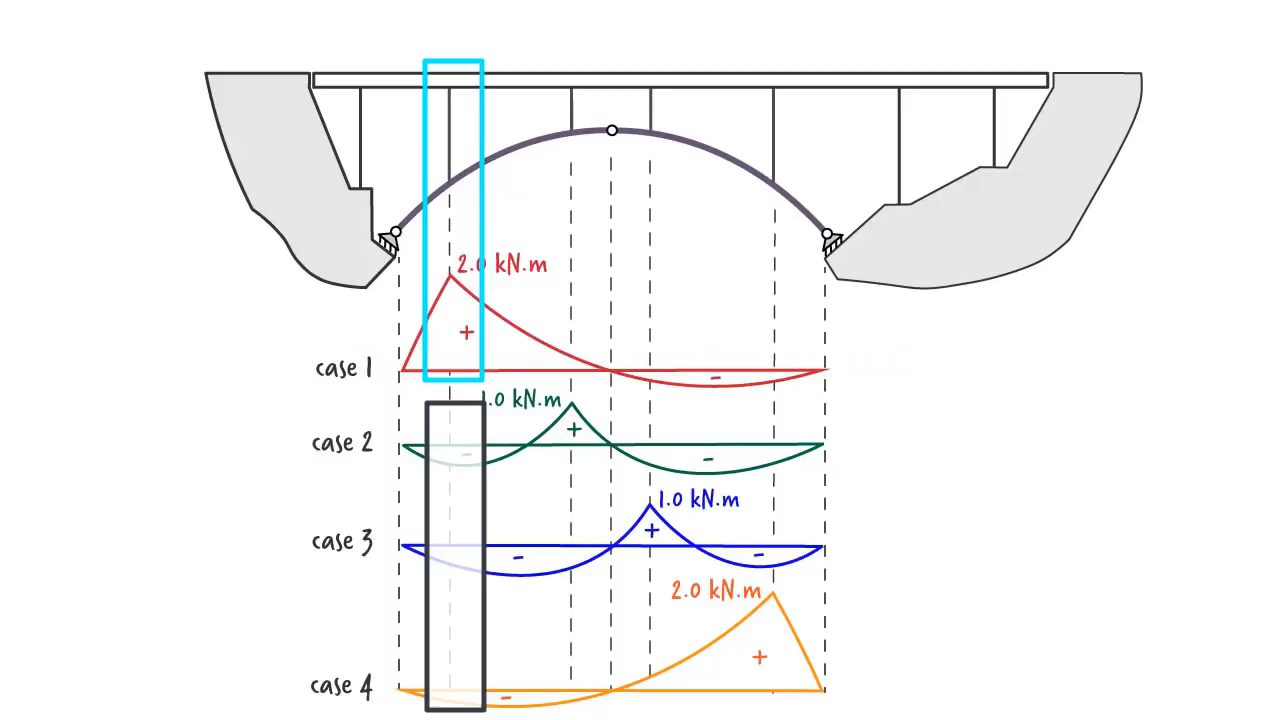 2.0 kN.m
+
case 1
-
1.0 kN.m
+
case 2
-
-
1.0 kN.m
+
case 3
-
-
2.0 kN.m
+
case 4
-